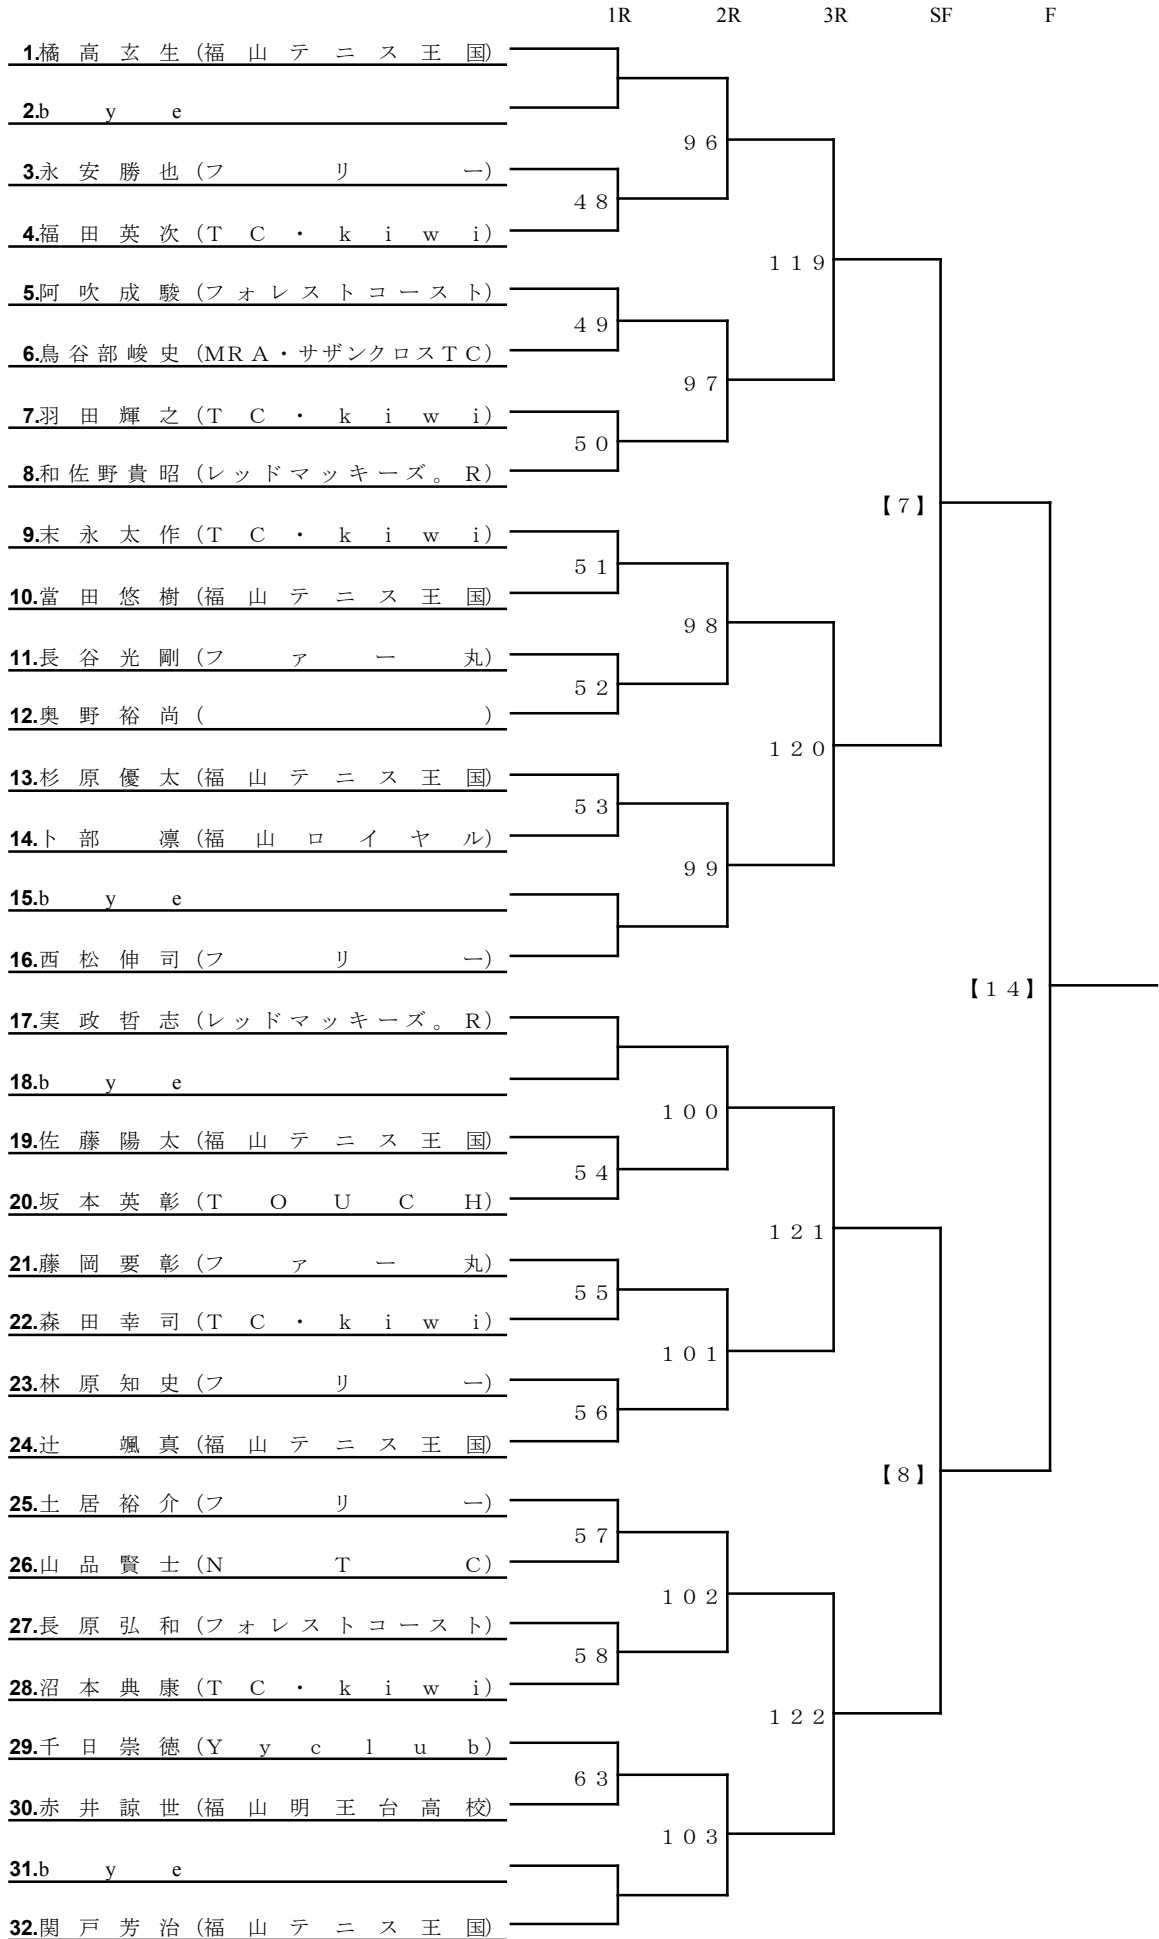 1R 2R 3R SF F
1.橘高玄生(福山テニス王国)
2.bye
96
3.永安勝也(フリー)
48
4.福田英次(TC・kiwi)
119
5.阿吹成駿(フォレストコースト)
49
6.鳥谷部峻史(MRA・サザンクロスTC)
97
7.羽田輝之(TC・kiwi)
50
8.和佐野貴昭(レッドマッキーズ。R)
【7】
9.末永太作(TC・kiwi)
51
10.當田悠樹(福山テニス王国)
98
11.長谷光剛(ファー丸)
52
12.奥野裕尚( )
120
13.杉原優太(福山テニス王国)
53
14.卜部 凛(福山ロイヤル)
99
15.bye
16.西松伸司(フリー)
【14】
17.実政哲志(レッドマッキーズ。R)
18.bye
100
19.佐藤陽太(福山テニス王国)
54
20.坂本英彰(TOUCH)
121
21.藤岡要彰(ファー丸)
55
22.森田幸司(TC・kiwi)
101
23.林原知史(フリー)
56
24.辻 颯真(福山テニス王国)
【8】
25.土居裕介(フリー)
57
26.山品賢士(NTC)
102
27.長原弘和(フォレストコースト)
58
28.沼本典康(TC・kiwi)
122
29.千日崇徳(Yyclub)
63
30.赤井諒世(福山明王台高校)
103
31.bye
32.関戸芳治(福山テニス王国)